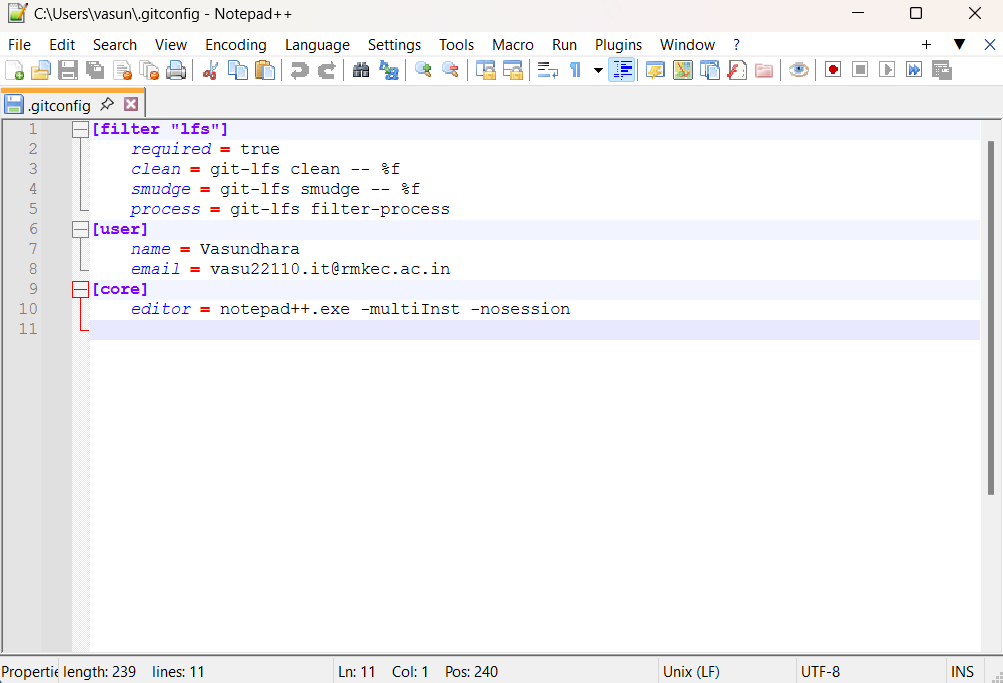 C:\Users\vasun\.gitconfig - Notepad++
File Edit Search View Encoding Language Settings Tools Macro Run Plugins Window ? + ▼ X
.gitconfig
1 [filter "lfs"]
2 required = true
3 clean = git-lfs clean -- %f
4 smudge = git-lfs smudge -- %f
5 process = git-lfs filter-process
6 [user]
7 name = Vasundhara
8 email = vasu22110.it@rmkec.ac.in
9 [core]
10 editor = notepad++.exe -multiInst -nosession
11
Propertie length: 239 lines: 11 Ln: 11 Col: 1 Pos: 240 Unix (LF) UTF-8 INS